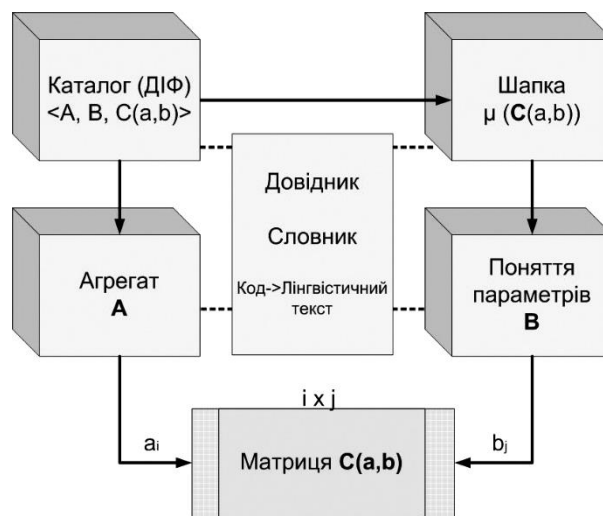 Каталог (ДІФ)
<A, B, C(a,b)>
Шапка
μ (C(a,b))
Довідник
Словник
Код->Лінгвістичний
текст
Агрегат
A
Поняття
параметрів
B
i x j
ai
Матриця C(a,b)
bj